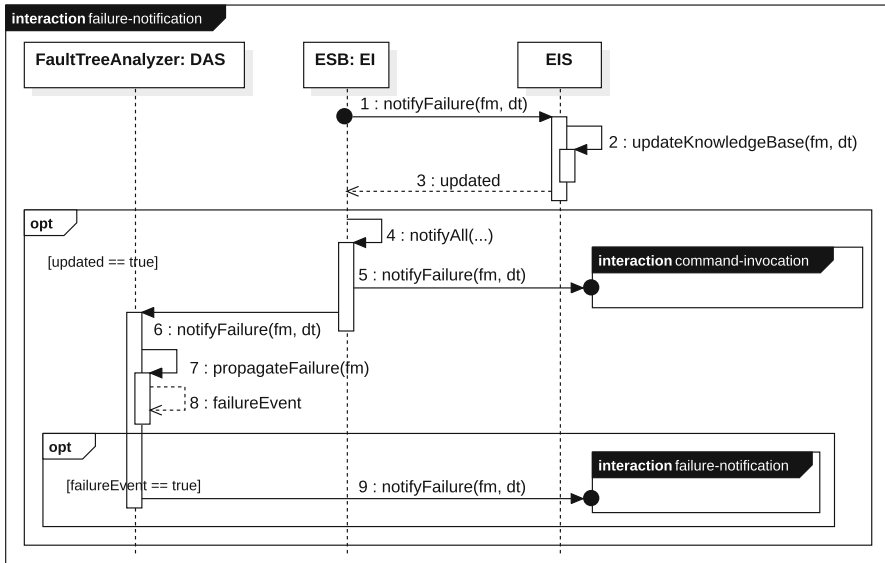 interaction failure-notification
FaultTreeAnalyzer: DAS
ESB: EI
EIS
1 : notifyFailure(fm, dt)
2 : updateKnowledgeBase(fm, dt)
3 : updated
opt
4 : notifyAll(...)
[updated == true]
interaction command-invocation
5 : notifyFailure(fm, dt)
6 : notifyFailure(fm, dt)
7 : propagateFailure(fm)
8 : failureEvent
opt
interaction failure-notification
[failureEvent == true]
9 : notifyFailure(fm, dt)